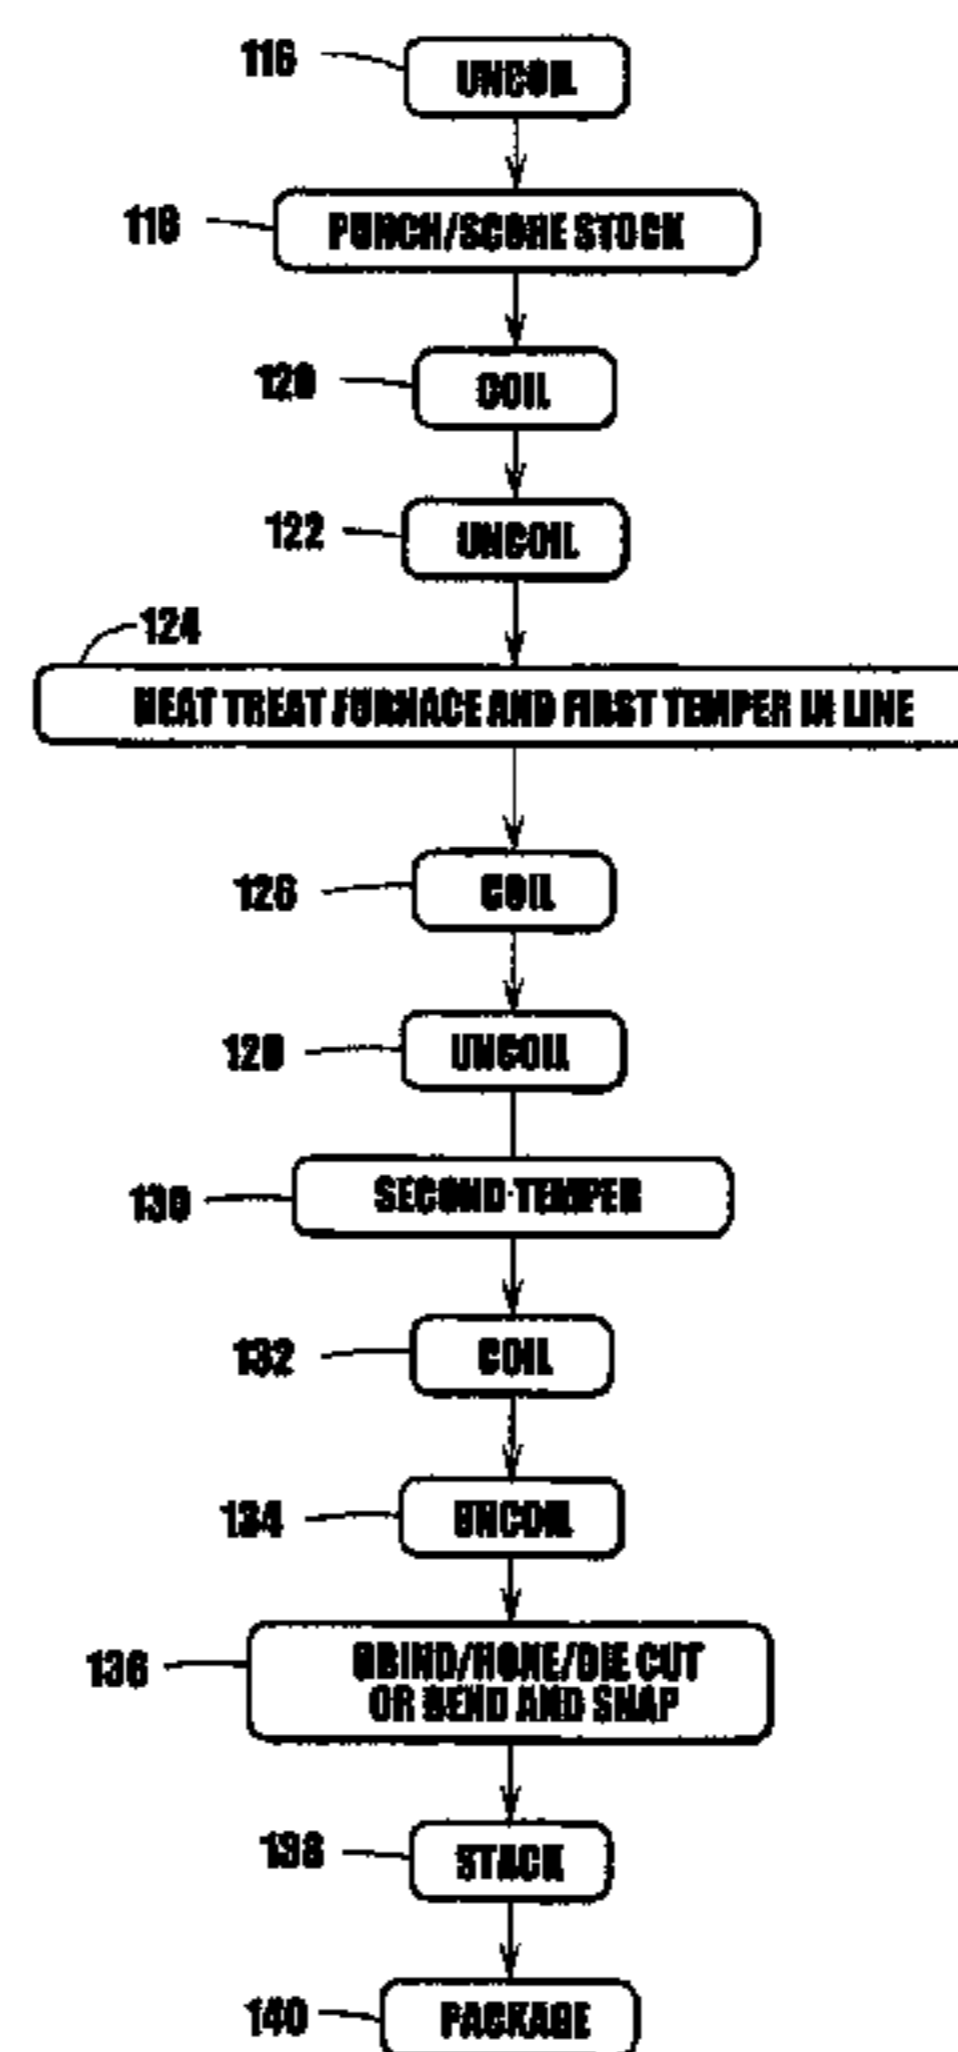 116 UNCOIL
118 PUNCH/SCORE STOCK
120 COIL
122 UNCOIL
124
HEAT TREAT FURNACE AND FIRST TEMPER IN LINE
126 COIL
128 UNCOIL
130 SECOND TEMPER
132 COIL
134 UNCOIL
136 GRIND/HONE/DIE CUT
OR BEND AND SNAP
138 STACK
140 PACKAGE